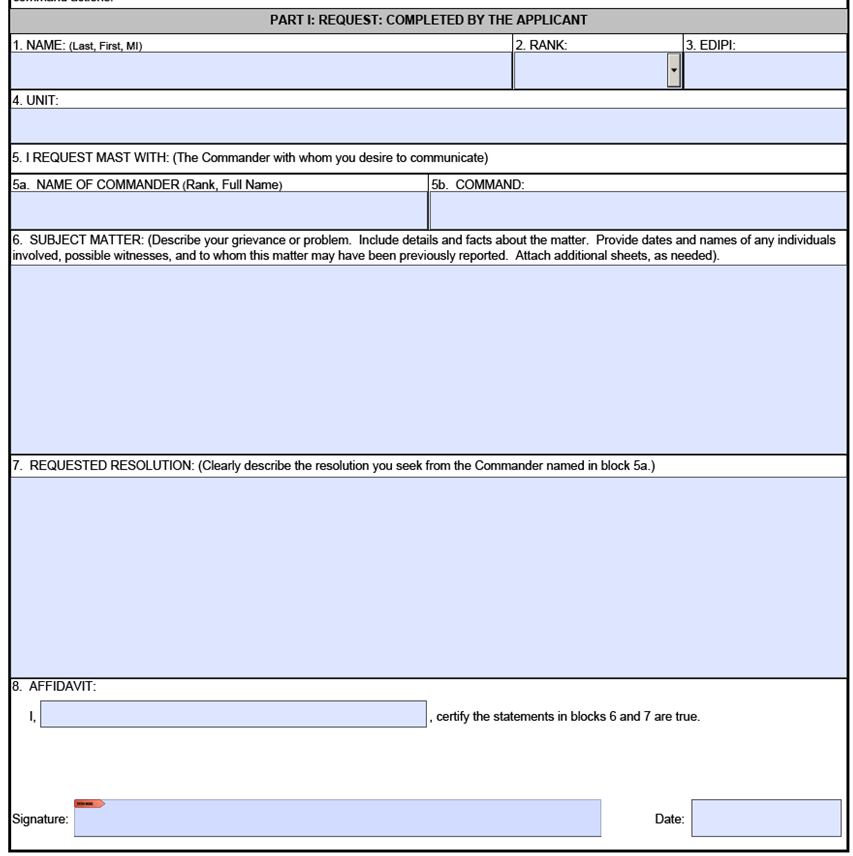 command actions.
PART I: REQUEST: COMPLETED BY THE APPLICANT
1. NAME: (Last, First, MI)
2. RANK:
3. EDIPI:
4. UNIT:
5. I REQUEST MAST WITH: (The Commander with whom you desire to communicate)
5a. NAME OF COMMANDER (Rank, Full Name)
5b. COMMAND:
6. SUBJECT MATTER: (Describe your grievance or problem. Include details and facts about the matter. Provide dates and names of any individuals
involved, possible witnesses, and to whom this matter may have been previously reported. Attach additional sheets, as needed).
7. REQUESTED RESOLUTION: (Clearly describe the resolution you seek from the Commander named in block 5a.)
8. AFFIDAVIT:
I, , certify the statements in blocks 6 and 7 are true.
Signature:
Date: